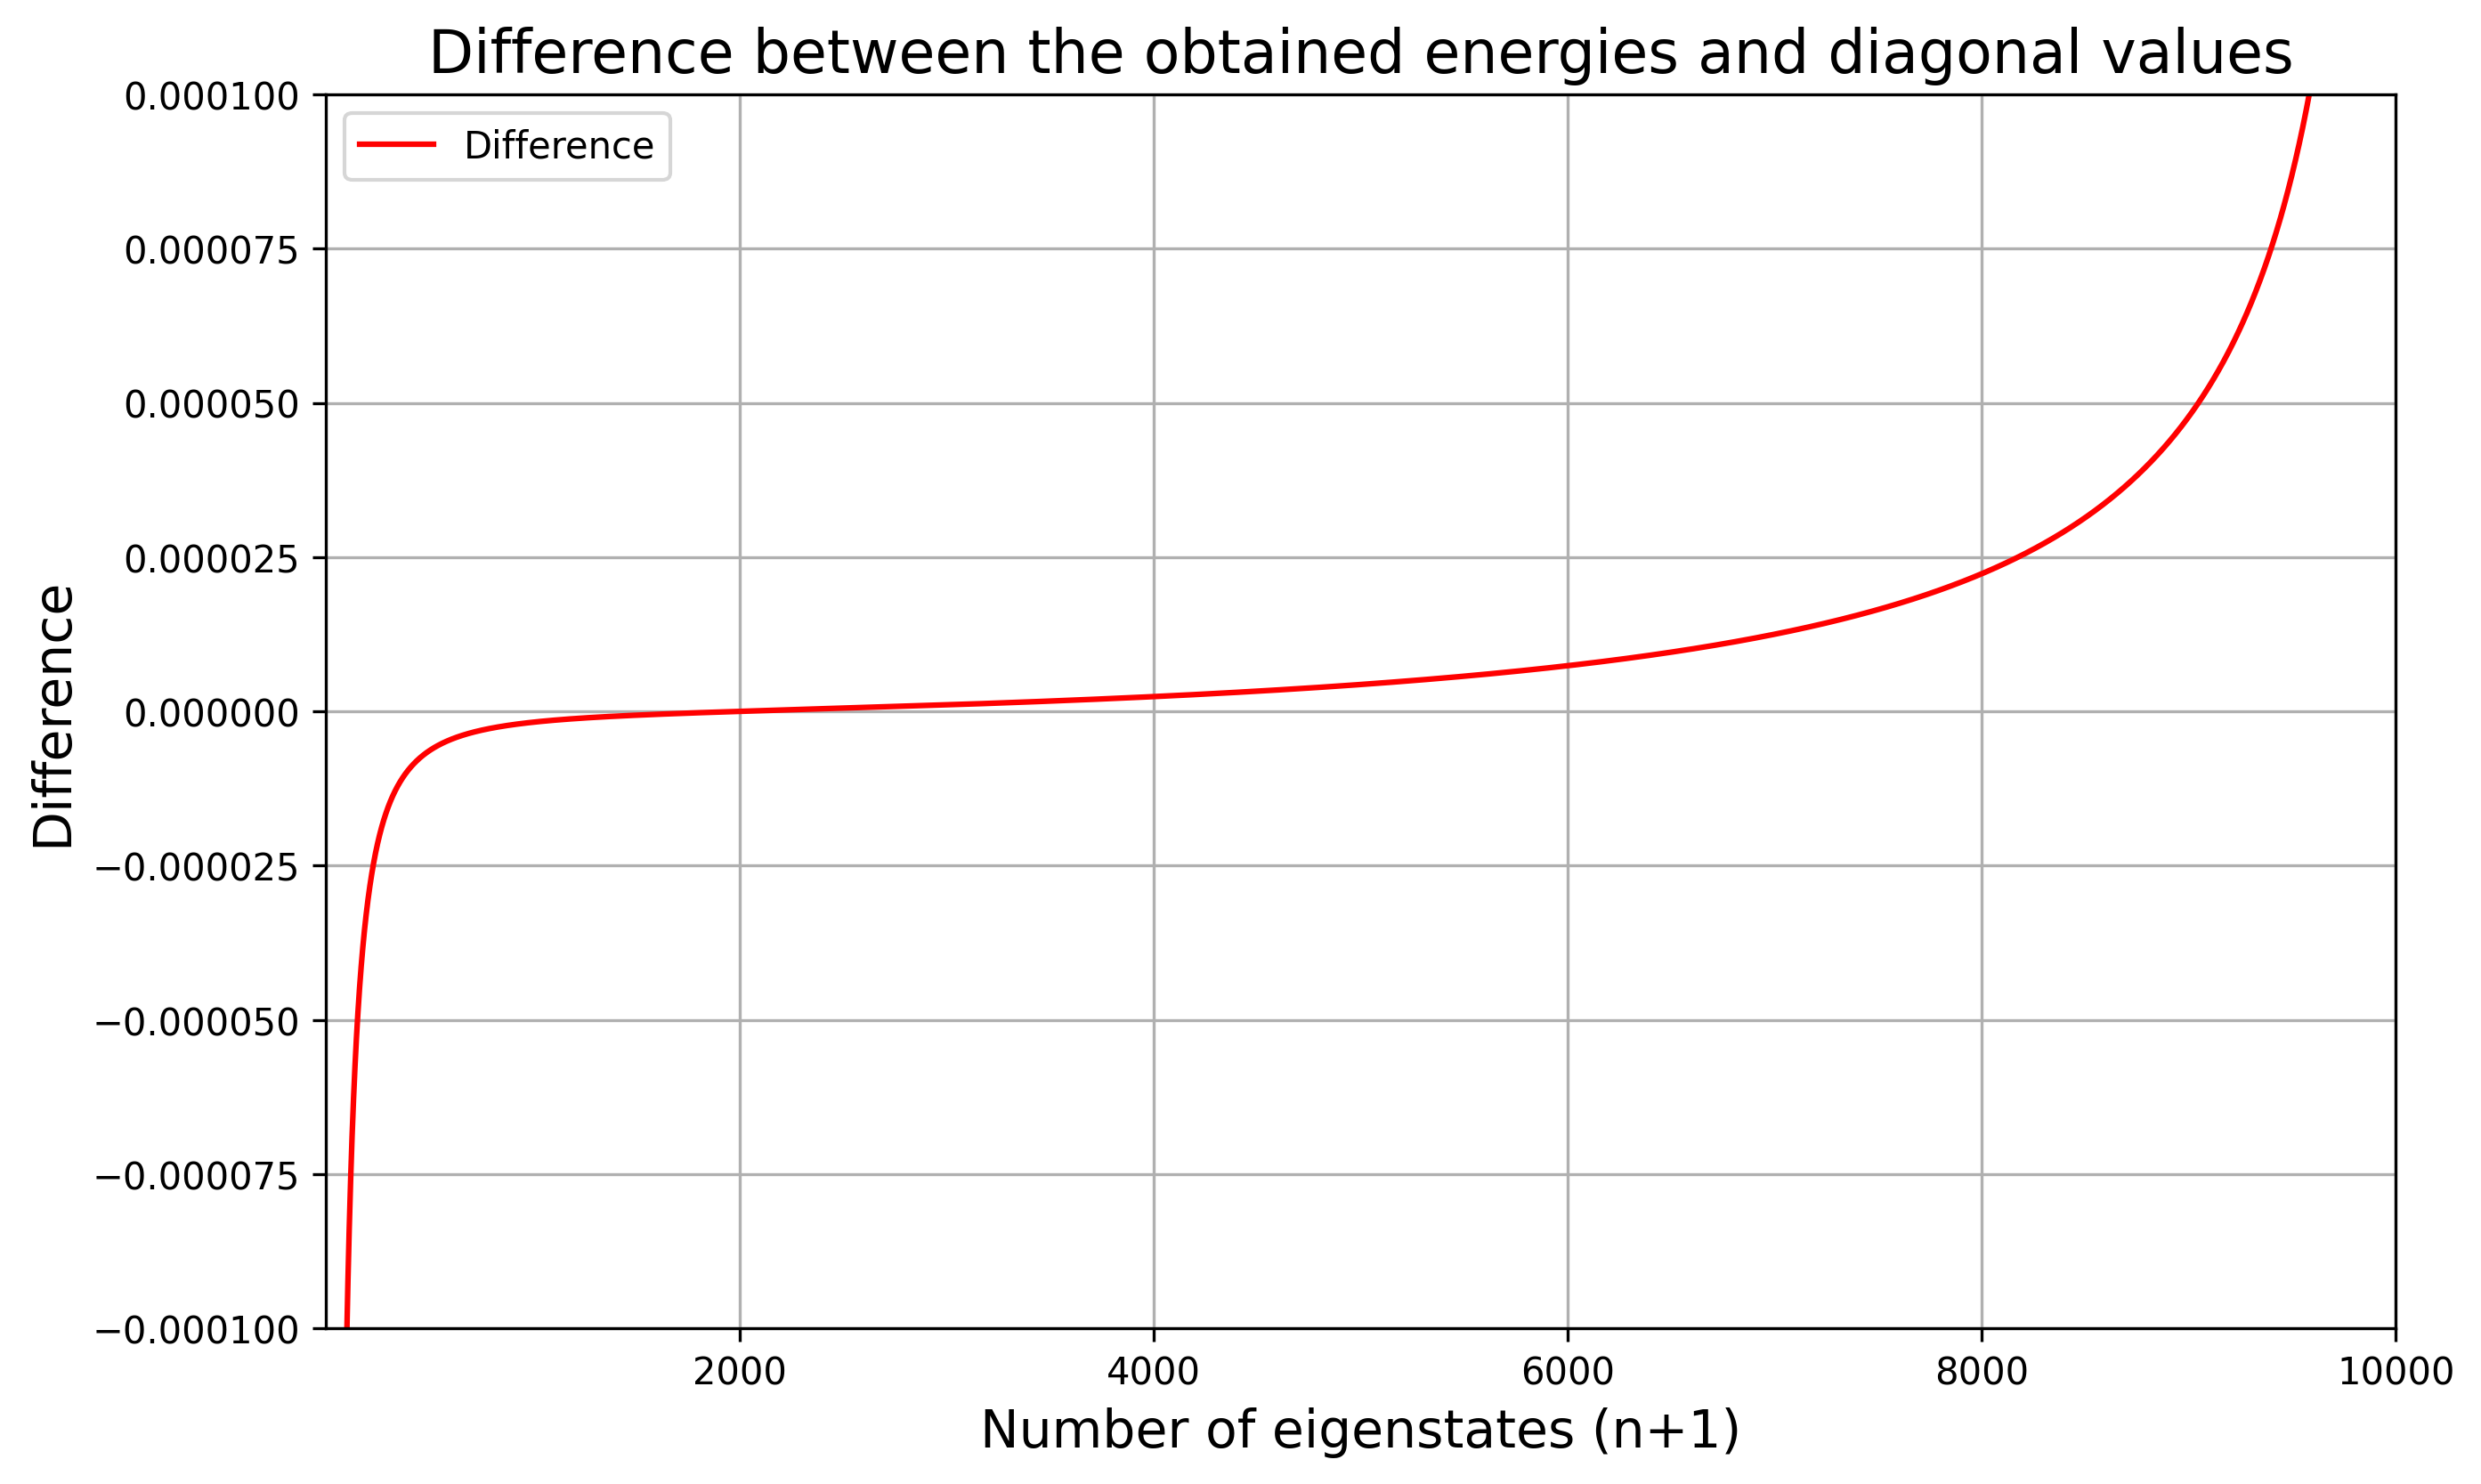 Difference between the obtained energies and diagonal values
Difference
0.000100
0.000075
0.000050
0.000025
0.000000
−0.000025
−0.000050
−0.000075
−0.000100
Difference
2000 4000 6000 8000 10000
Number of eigenstates (n+1)